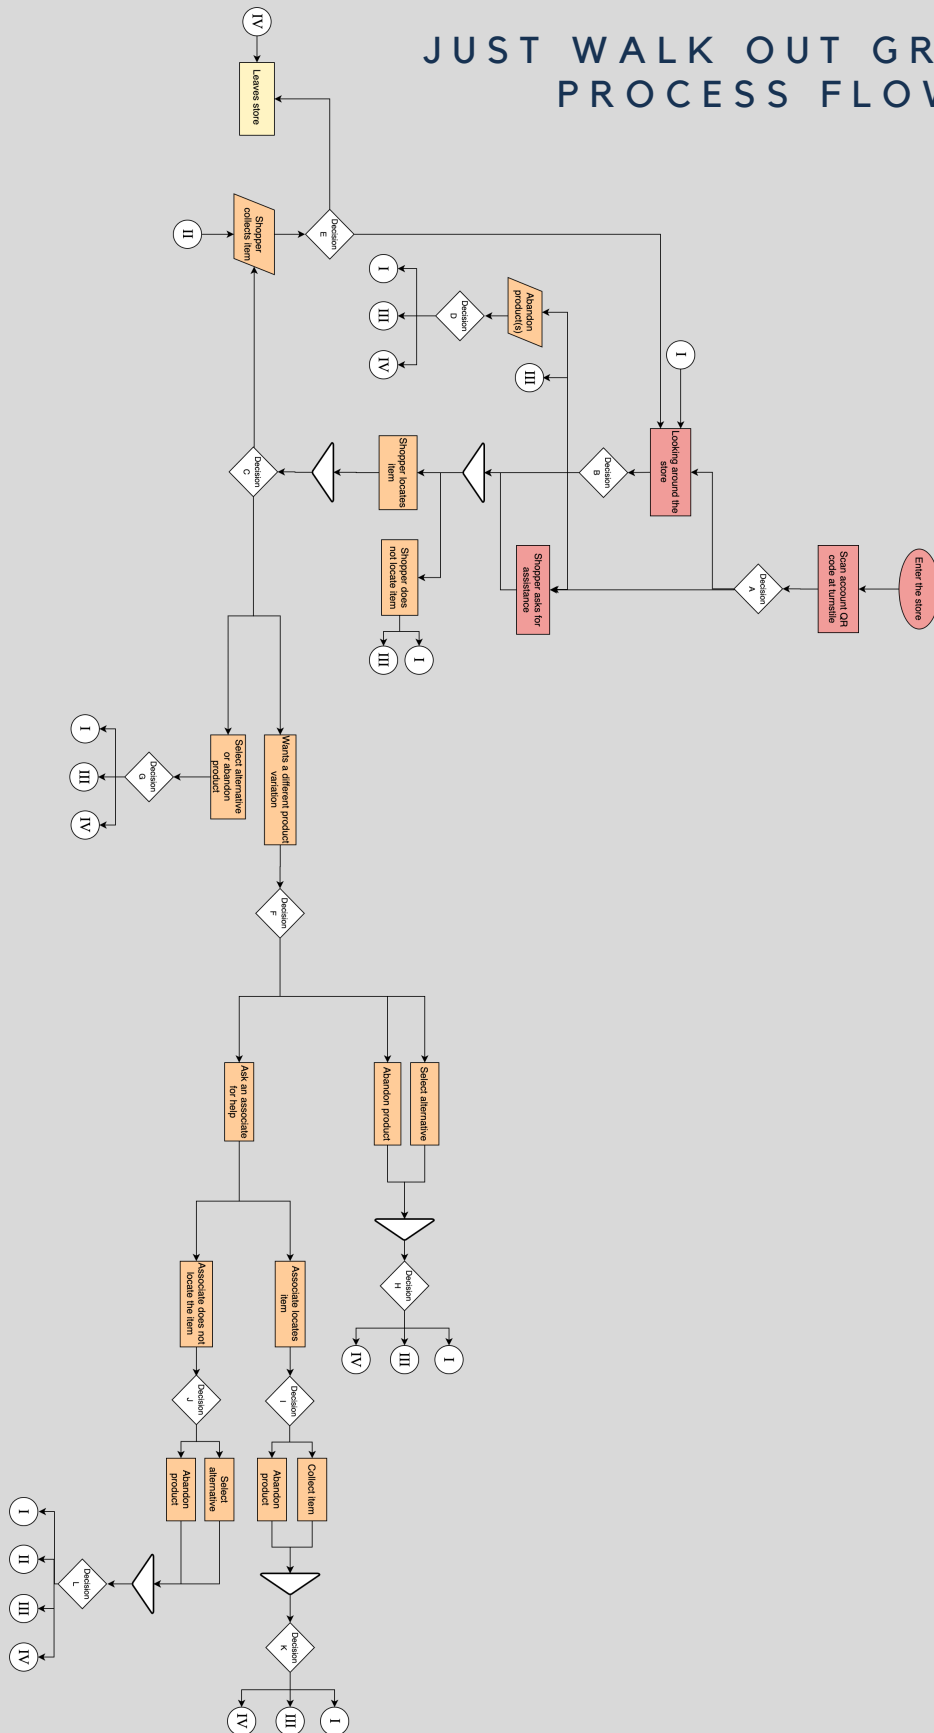 JUST WALK OUT GR
PROCESS FLOW
Enter the store
Scan account QR
code at turnstile
Decision
A
I
Looking around the
store
Shopper asks for
assistance
Decision
B
Abandon
product(s)
III
Decision
D
I
III
IV
Shopper locates
item
Shopper does
not locate item
I
III
Decision
C
II
Shopper
collects item
Decision
E
IV
Leaves store
Wants a different product
variation
Select alternative
or abandon
product
Decision
G
I
III
IV
Decision
F
Select alternative
Abandon product
Ask an associate
for help
Decision
H
I
III
IV
Associate locates
item
Associate does not
locate the item
Decision
I
Decision
J
Collect item
Abandon
product
Select
alternative
Abandon
product
Decision
K
I
III
IV
Decision
L
I
II
III
IV